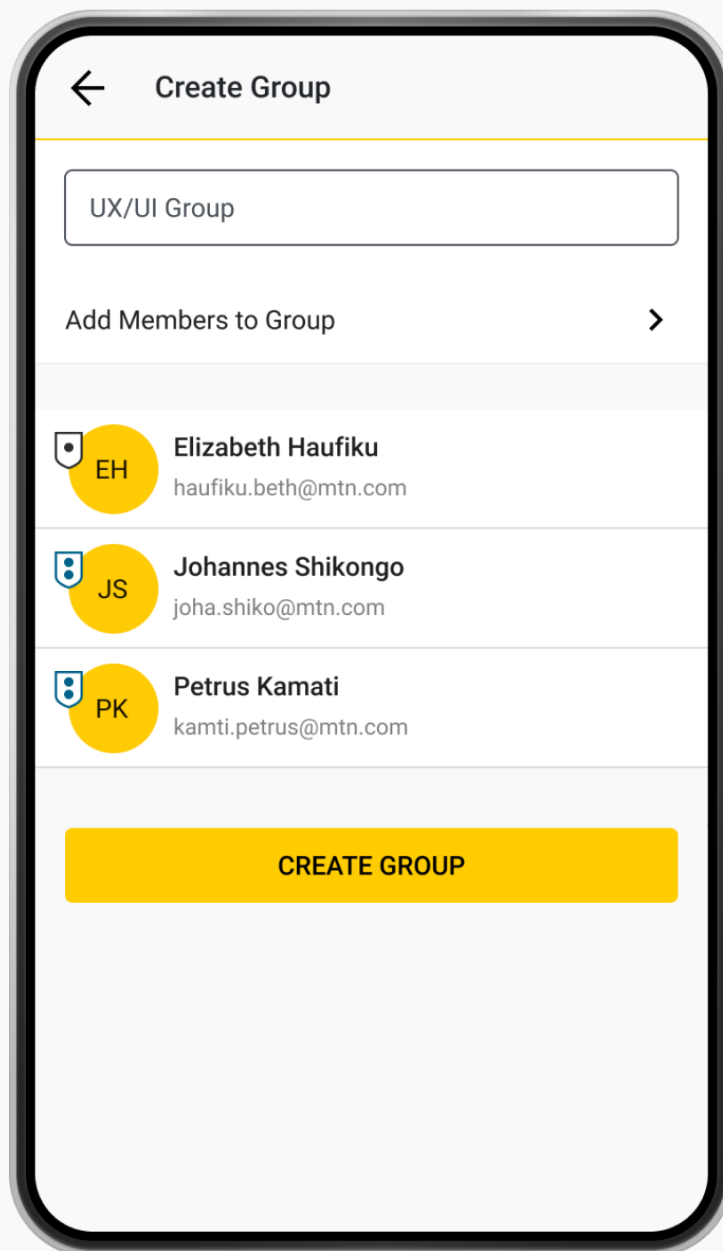 Create Group
UX/UI Group
Add Members to Group
EH
Elizabeth Haufiku
haufiku.beth@mtn.com
JS
Johannes Shikongo
joha.shiko@mtn.com
PK
Petrus Kamati
kamti.petrus@mtn.com
CREATE GROUP